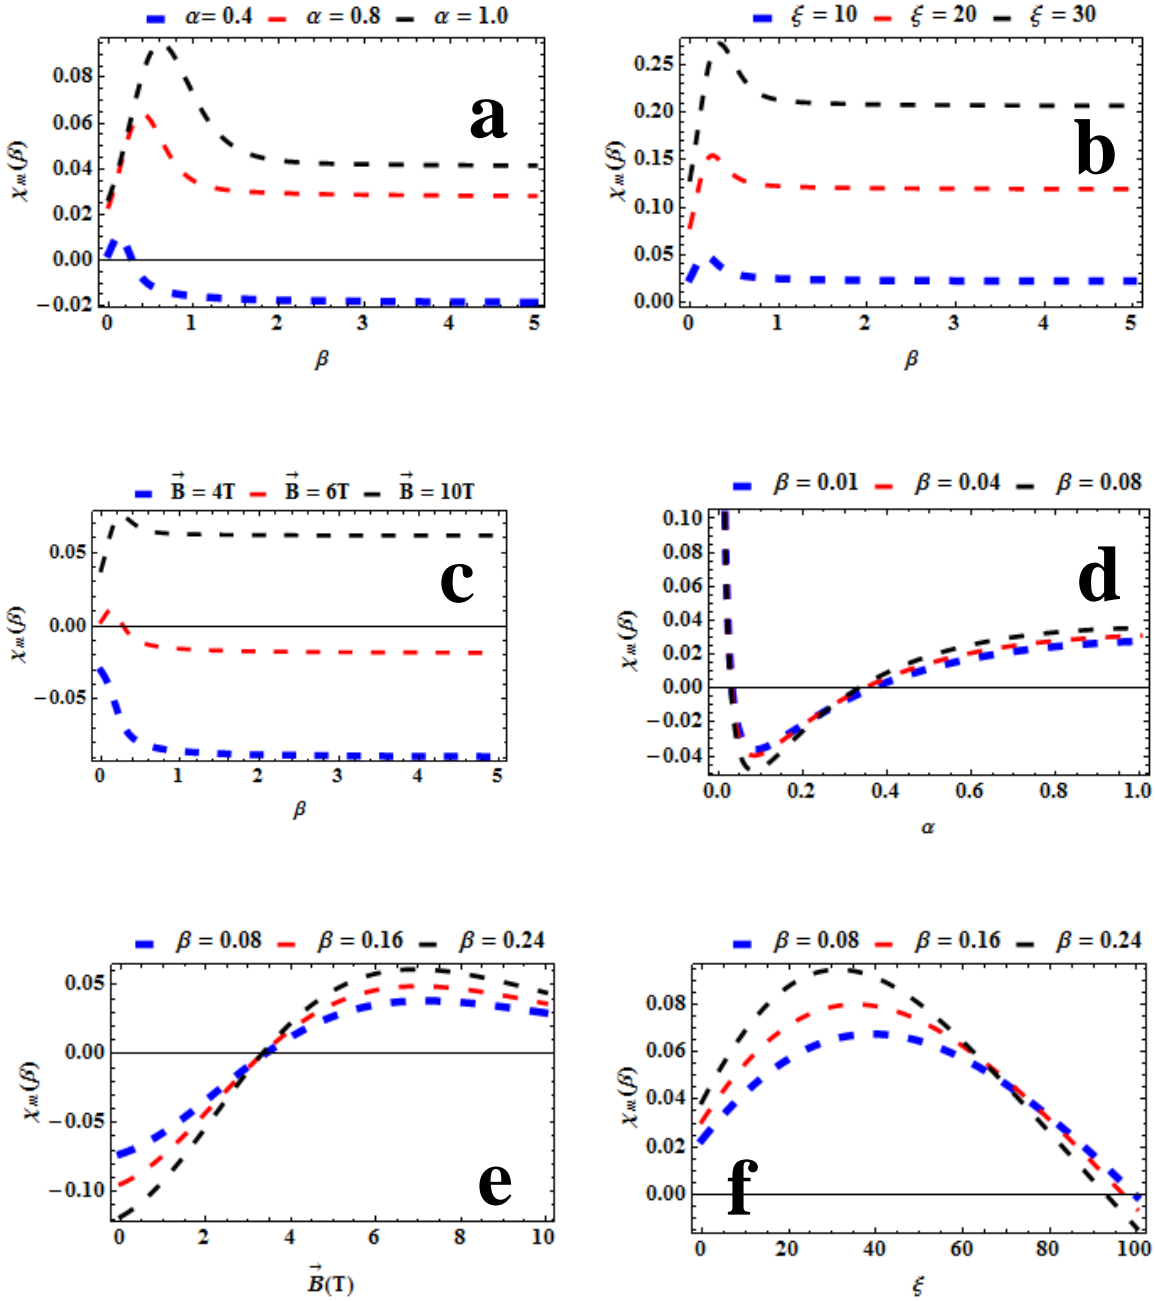 α= 0.4 α = 0.8 α = 1.0
0.08
0.06
0.04
0.02
0.00
−0.02
χm(β)
a
0 1 2 3 4 5
β
ξ = 10 ξ = 20 ξ = 30
0.25
0.20
0.15
0.10
0.05
0.00
χm(β)
b
0 1 2 3 4 5
β
B⃗ = 4T B⃗ = 6T B⃗ = 10T
0.05
0.00
−0.05
χm(β)
c
0 1 2 3 4 5
β
β = 0.01 β = 0.04 β = 0.08
0.10
0.08
0.06
0.04
0.02
0.00
−0.02
−0.04
χm(β)
d
0.0 0.2 0.4 0.6 0.8 1.0
α
β = 0.08 β = 0.16 β = 0.24
0.05
0.00
−0.05
−0.10
χm(β)
e
0 2 4 6 8 10
B⃗(T)
β = 0.08 β = 0.16 β = 0.24
0.08
0.06
0.04
0.02
0.00
χm(β)
f
0 20 40 60 80 100
ξ